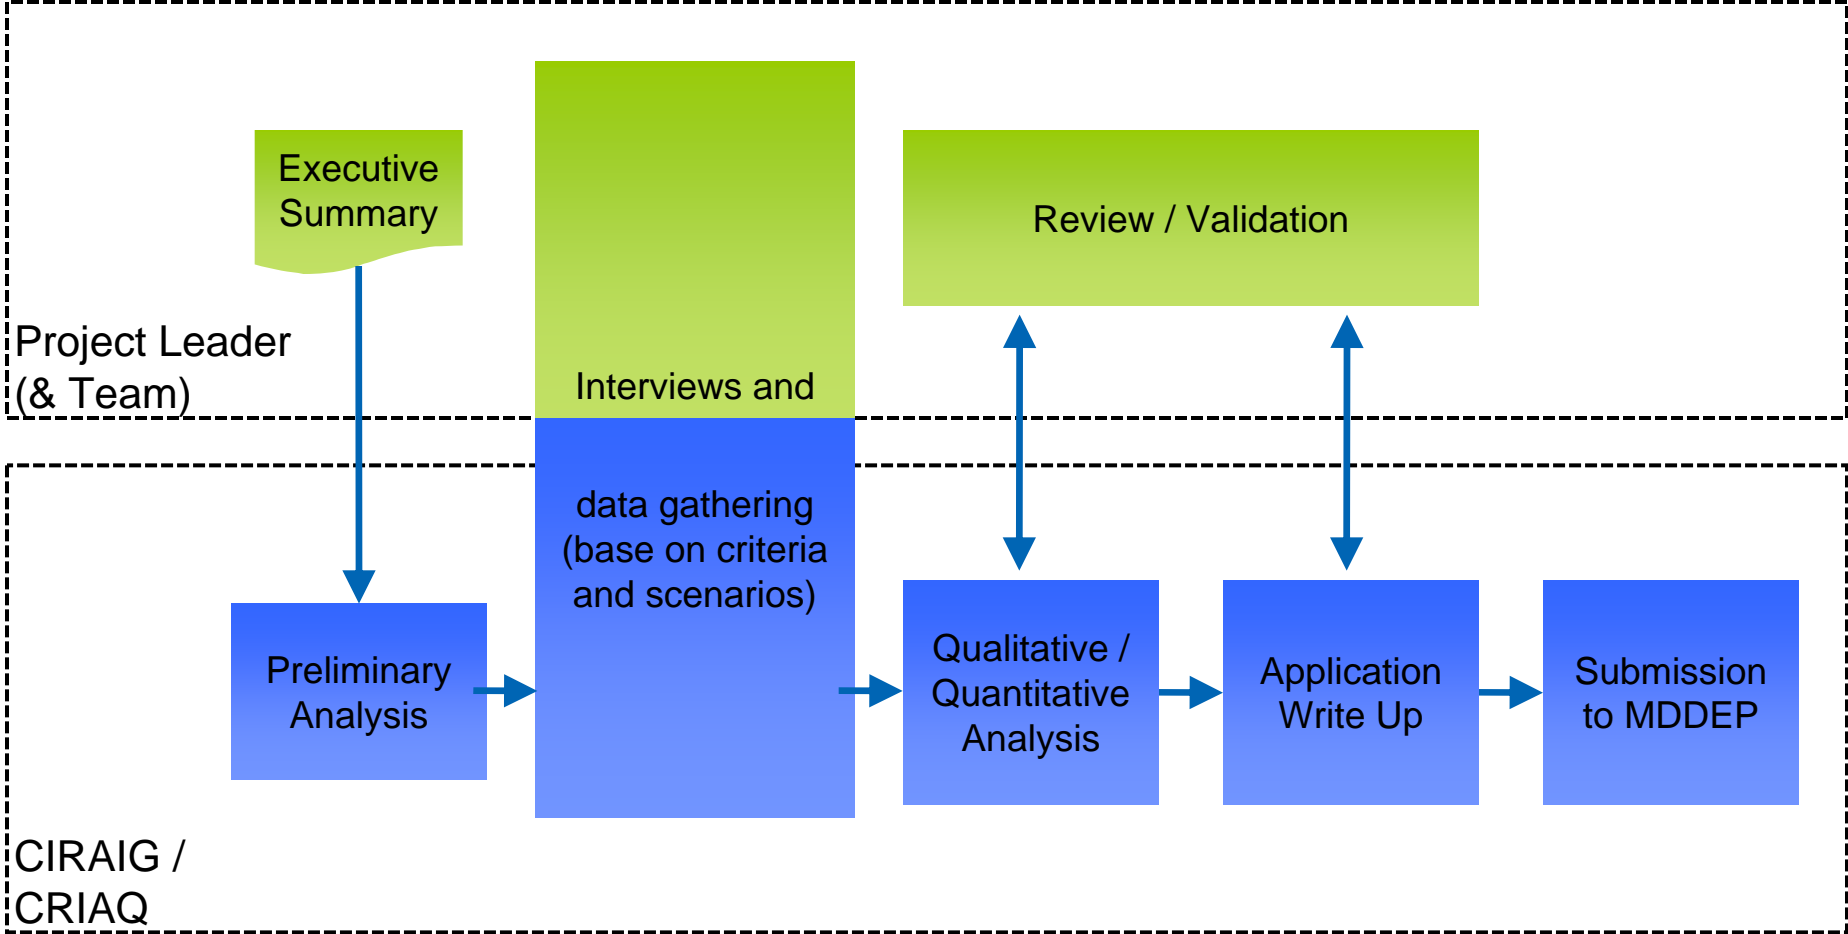 Executive
Summary
Review / Validation
Project Leader
(& Team)
Interviews and
data gathering
(base on criteria
and scenarios)
Preliminary
Analysis
Qualitative /
Quantitative
Analysis
Application
Write Up
Submission
to MDDEP
CIRAIG /
CRIAQ